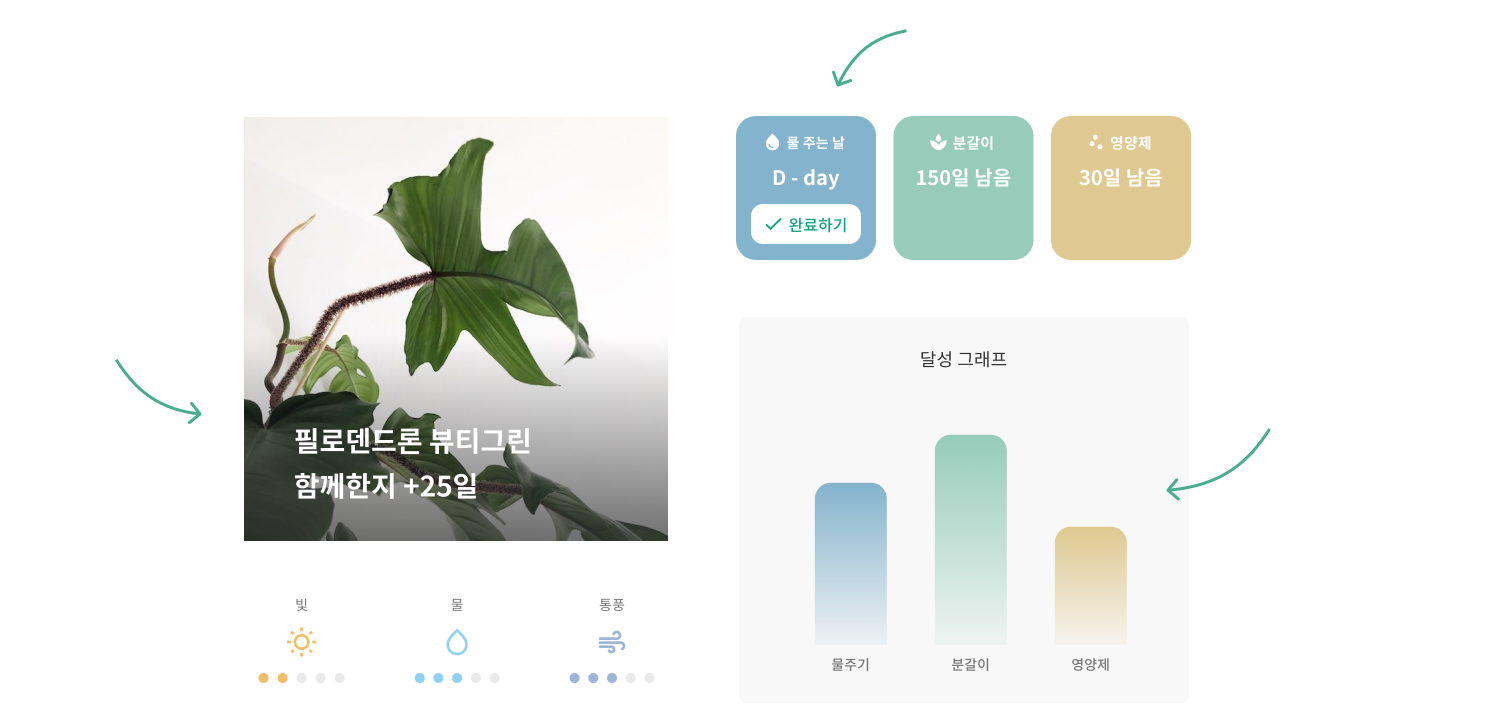 필로덴드론 뷰티그린
함께한지 +25일
빛
물
통풍
물 주는 날
D - day
완료하기
분갈이
150일 남음
영양제
30일 남음
달성 그래프
물주기
분갈이
영양제